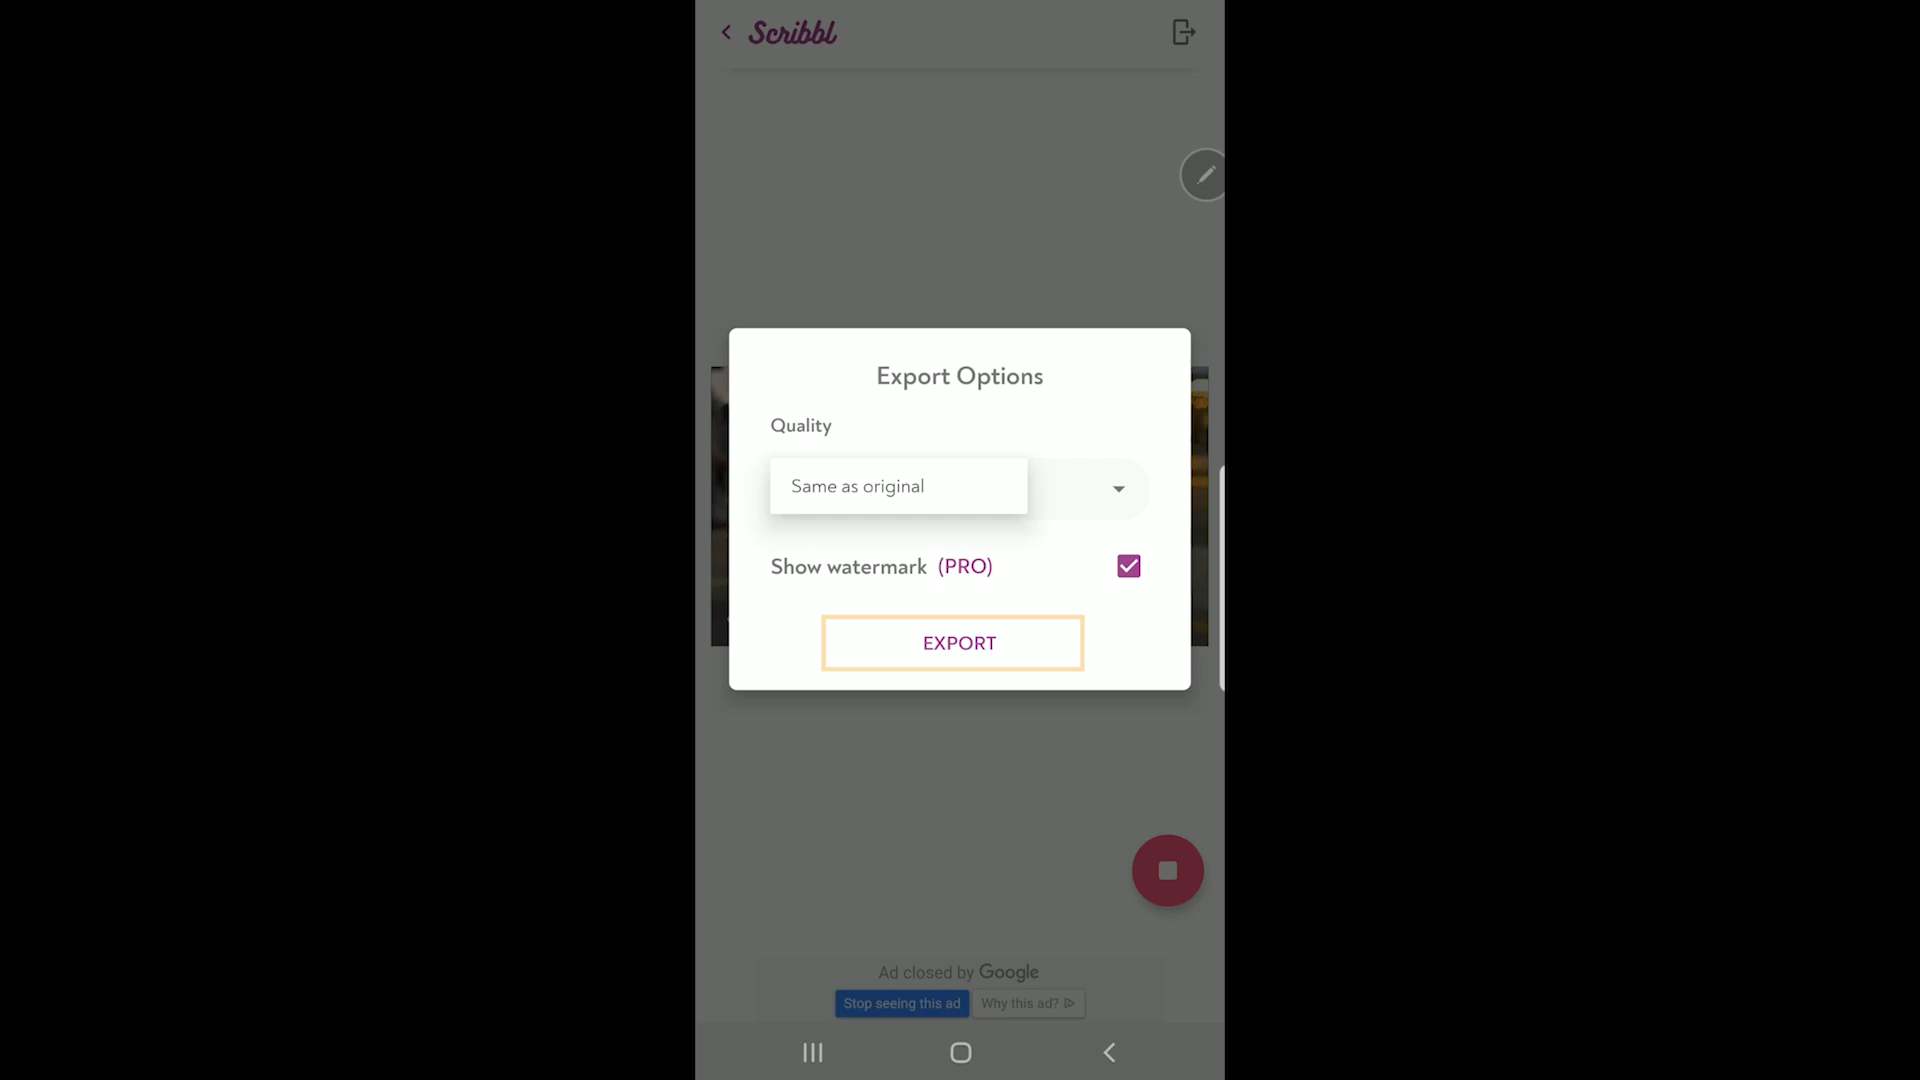 Scribbl
Export Options
Quality
Same as original
Show watermark (PRO)
EXPORT
Ad closed by Google
Stop seeing this ad
Why this ad?